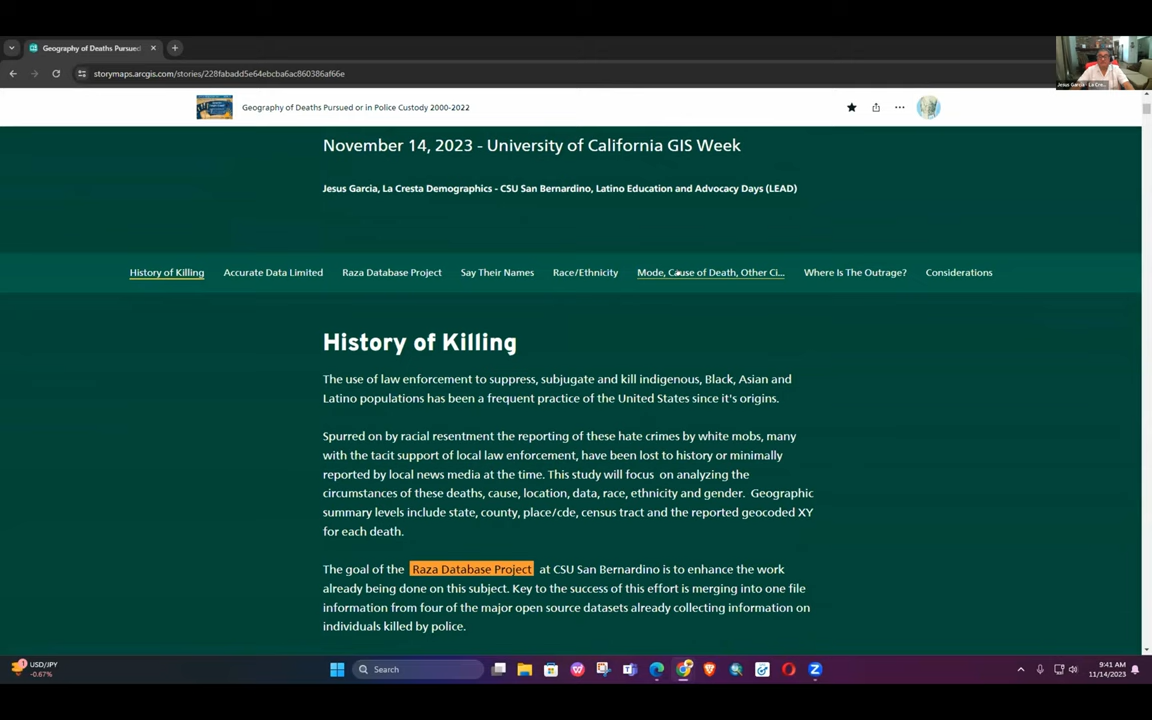 Geography of Deaths Pursued
storymaps.arcgis.com/stories/228fabadd5e64ebcba6ac860386af66e
Jesus Garcia - La Cre...
Geography of Deaths Pursued or in Police Custody 2000-2022
November 14, 2023 - University of California GIS Week
Jesus Garcia, La Cresta Demographics - CSU San Bernardino, Latino Education and Advocacy Days (LEAD)
History of Killing Accurate Data Limited Raza Database Project Say Their Names Race/Ethnicity Mode, Cause of Death, Other Ci... Where Is The Outrage? Considerations
History of Killing
The use of law enforcement to suppress, subjugate and kill indigenous, Black, Asian and
Latino populations has been a frequent practice of the United States since it's origins.
Spurred on by racial resentment the reporting of these hate crimes by white mobs, many
with the tacit support of local law enforcement, have been lost to history or minimally
reported by local news media at the time. This study will focus on analyzing the
circumstances of these deaths, cause, location, data, race, ethnicity and gender. Geographic
summary levels include state, county, place/cde, census tract and the reported geocoded XY
for each death.
The goal of the Raza Database Project at CSU San Bernardino is to enhance the work
already being done on this subject. Key to the success of this effort is merging into one file
information from four of the major open source datasets already collecting information on
individuals killed by police.
1
USD/JPY
-0.67%
Search
9:41 AM
11/14/2023